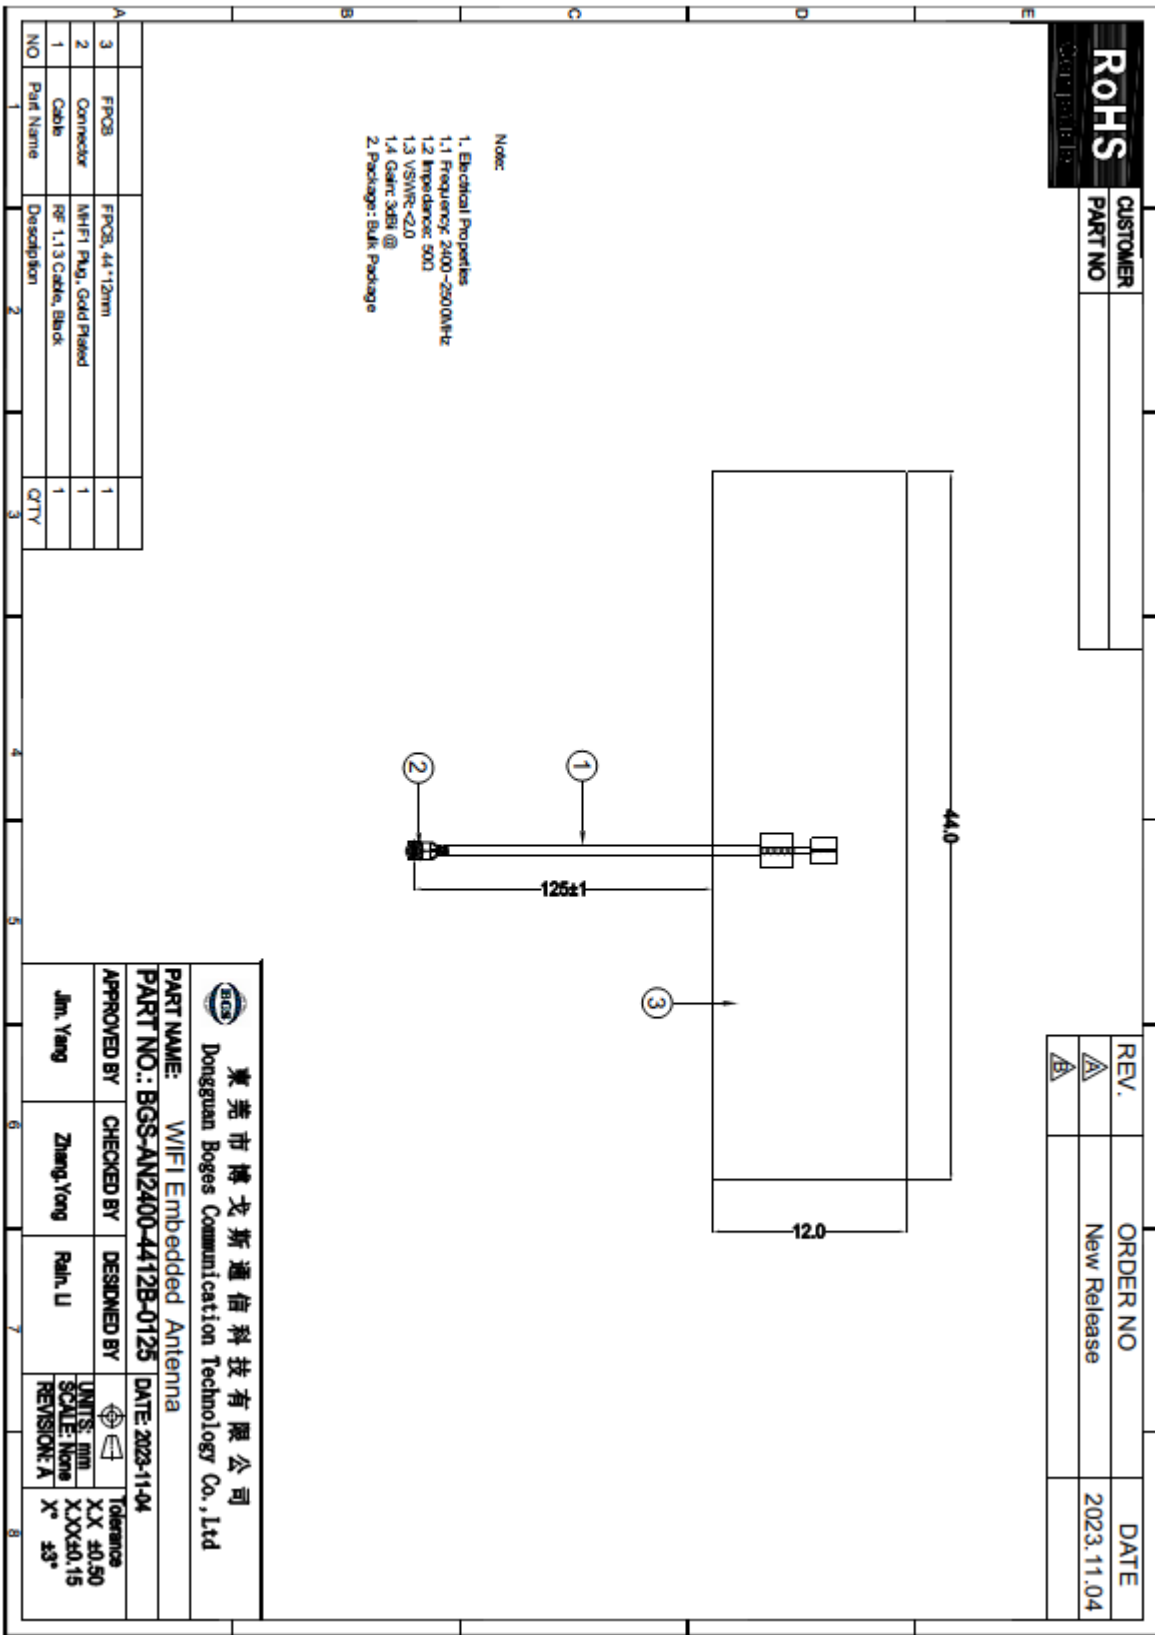 RoHS
CUSTOMER
PART NO
REV.
ORDER NO
DATE
A
New Release
2023.11.04
B
E
D
C
B
A
44.0
12.0
125±1
1
2
3
Note:
1. Electrical Properties
1.1 Frequency: 2400~2500MHz
1.2 Impedance: 50Ω
1.3 VSWR: <2.0
1.4 Gain: 3dBi @
2. Package: Bulk Package
3 FPCB FPCB, 44*12mm 1
2 Connector MHF1 Plug, Gold Plated 1
1 Cable RF 1.13 Cable, Black 1
NO Part Name Description Q'TY
東莞市博戈斯通信科技有限公司
BGS
Dongguan Boges Communication Technology Co.,Ltd
PART NAME: WIFI Embedded Antenna
PART NO.: BGS-AN2400-4412B-0125
DATE: 2023-11-04
APPROVED BY CHECKED BY DESIDNED BY
Jim. Yang Zhang.Yong Rain. Li
UNITS: mm
SCALE: None
REVISION: A
Tolerance
X.X ±0.50
X.XX±0.15
X° ±3°
1 2 3 4 5 6 7 8